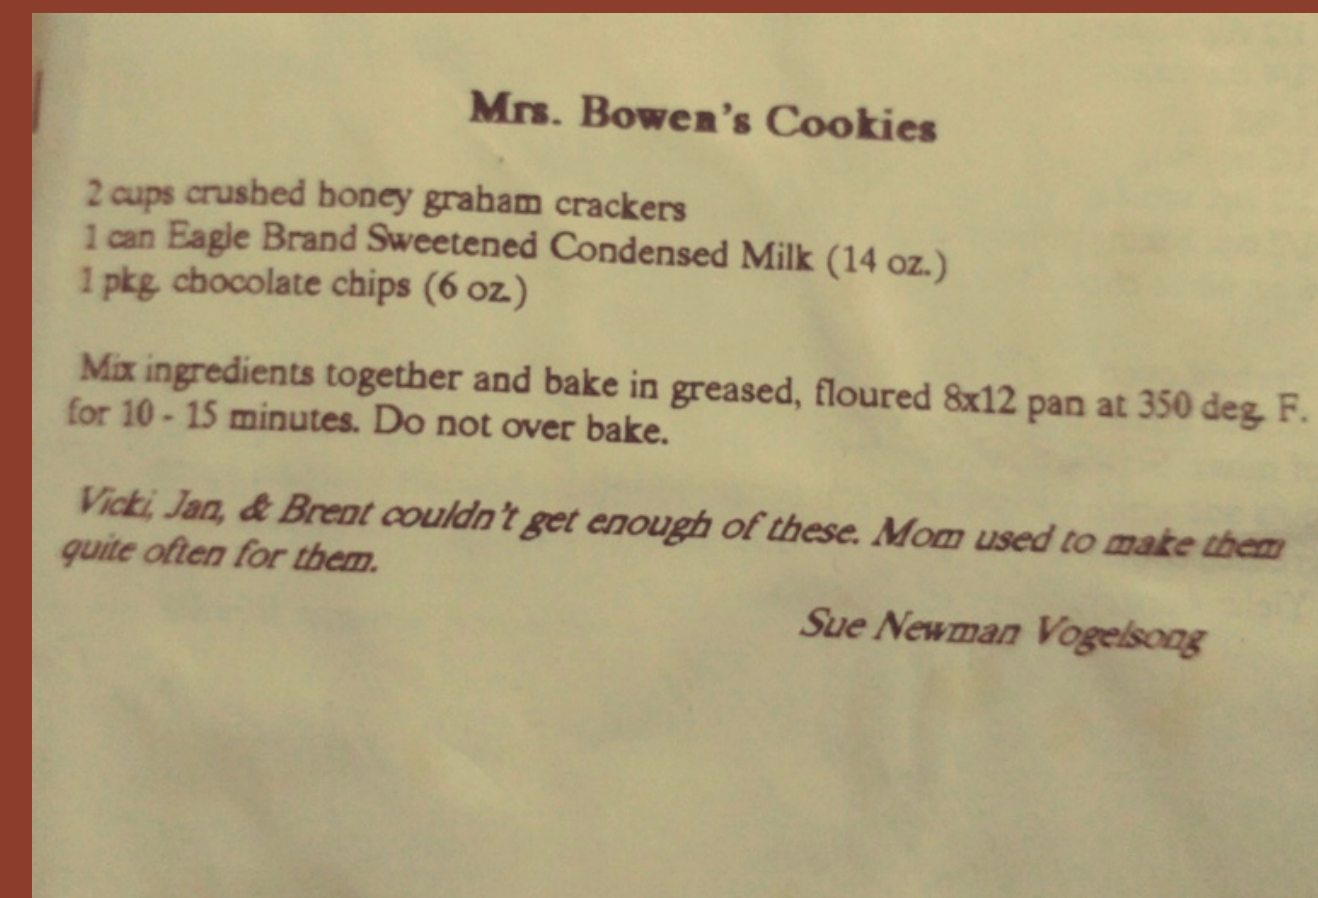 Mrs. Bowen's Cookies
2 cups crushed honey graham crackers
1 can Eagle Brand Sweetened Condensed Milk (14 oz.)
1 pkg. chocolate chips (6 oz.)
Mix ingredients together and bake in greased, floured 8x12 pan at 350 deg. F.
for 10 - 15 minutes. Do not over bake.
Vicki, Jan, & Brent couldn't get enough of these. Mom used to make them
quite often for them.
Sue Newman Vogelsong